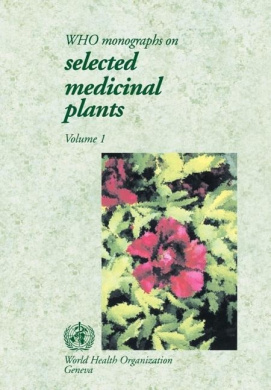 WHO monographs on
selected
medicinal
plants
Volume 1
World Health Organization
Geneva